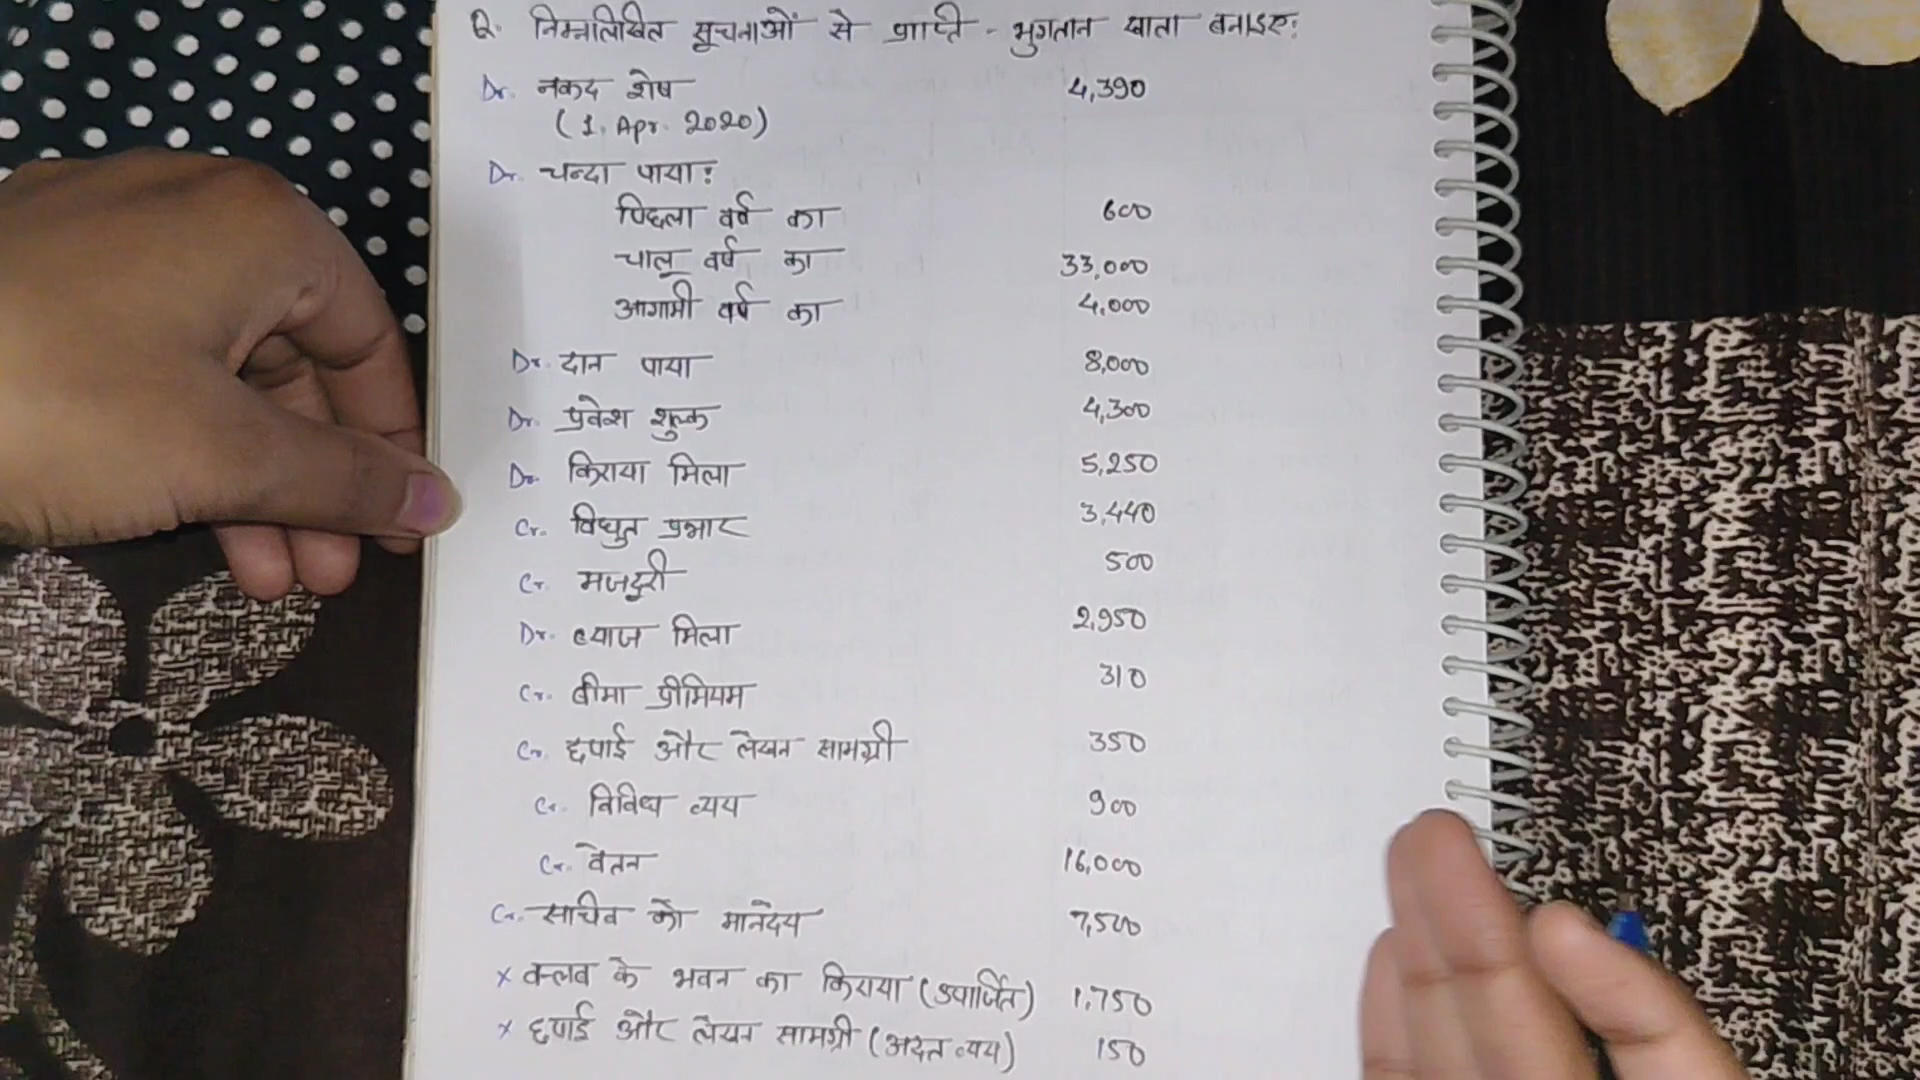 Q. निम्नलिखित सूचनाओं से प्राप्ति - भुगतान खाता बनाइए:
Dr. नकद शेष 4,390
(1, Apr. 2020)
Dr. चन्दा पाया:
पिछला वर्ष का 600
चालू वर्ष का 33,000
आगामी वर्ष का 4,000
Dr. दान पाया 8,000
Dr. प्रवेश शुल्क 4,300
Dr. किराया मिला 5,250
Cr. विधुत प्रभार 3,440
Cr. मजदूरी 500
Dr. ब्याज मिला 2,950
Cr. बीमा प्रीमियम 310
Cr. छपाई और लेखन सामग्री 350
Cr. विविध व्यय 900
Cr. वेतन 16,000
Cr. सचिव को मानदेय 7,500
× क्लब के भवन का किराया (उपार्जित) 1,750
× छपाई और लेखन सामग्री (अदत्त व्यय) 150